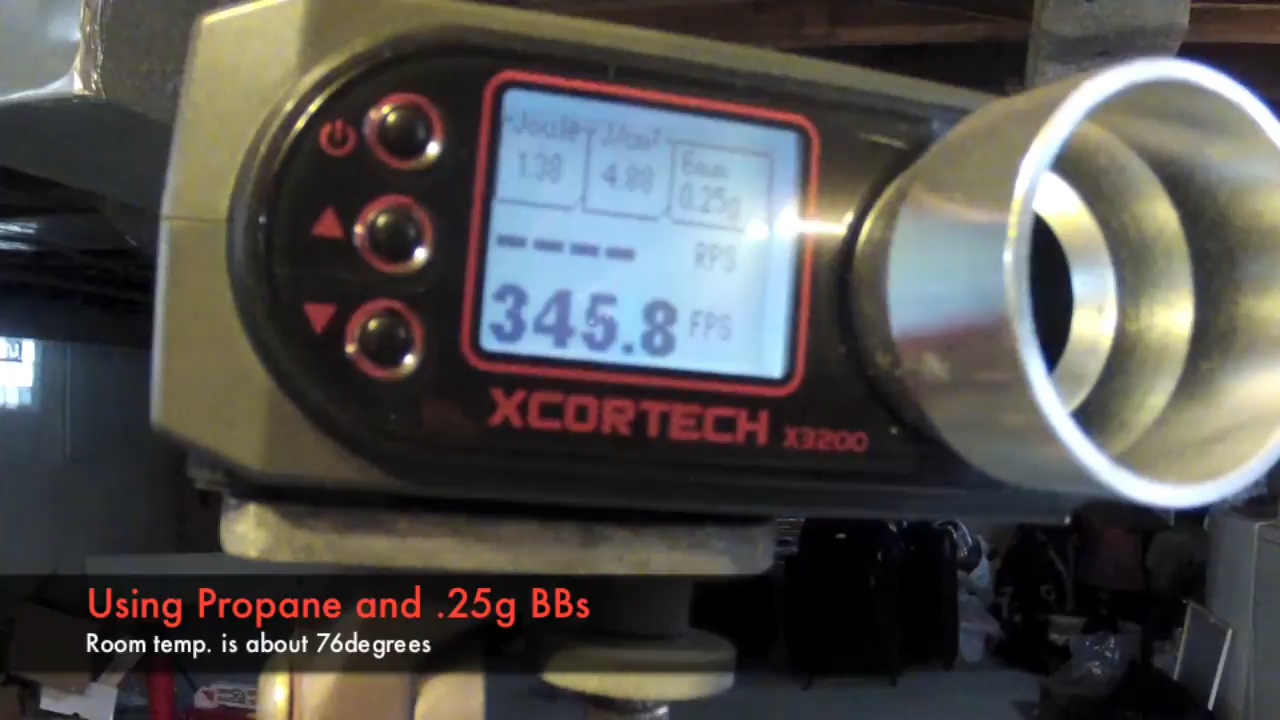 Joule J/cm² 6mm
1.38 4.88 0.25g
---- RPS
345.8 FPS
XCORTECH X3200
Using Propane and .25g BBs
Room temp. is about 76degrees